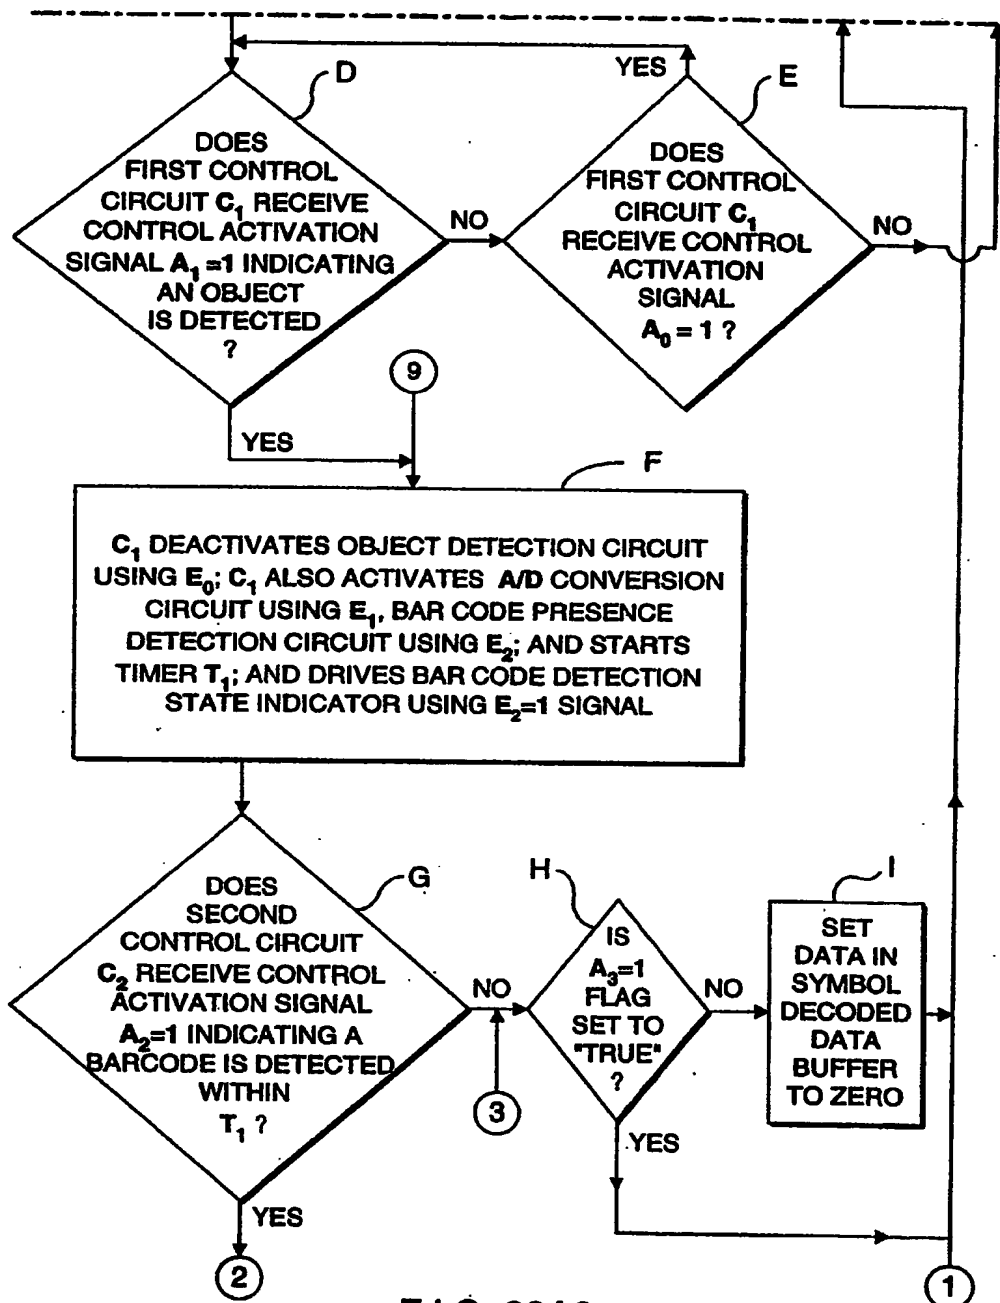 D
DOES
FIRST CONTROL
CIRCUIT C₁ RECEIVE
CONTROL ACTIVATION
SIGNAL A₁ =1 INDICATING
AN OBJECT
IS DETECTED
?
NO
YES
E
YES
DOES
FIRST CONTROL
CIRCUIT C₁
RECEIVE CONTROL
ACTIVATION
SIGNAL
A₀ = 1 ?
NO
9
F
C₁ DEACTIVATES OBJECT DETECTION CIRCUIT
USING E₀; C₁ ALSO ACTIVATES A/D CONVERSION
CIRCUIT USING E₁, BAR CODE PRESENCE
DETECTION CIRCUIT USING E₂; AND STARTS
TIMER T₁; AND DRIVES BAR CODE DETECTION
STATE INDICATOR USING E₂=1 SIGNAL
G
DOES
SECOND
CONTROL CIRCUIT
C₂ RECEIVE CONTROL
ACTIVATION SIGNAL
A₂=1 INDICATING A
BARCODE IS DETECTED
WITHIN
T₁ ?
NO
YES
2
3
H
IS
A₃=1
FLAG
SET TO
"TRUE"
?
NO
YES
I
SET
DATA IN
SYMBOL
DECODED
DATA
BUFFER
TO ZERO
1